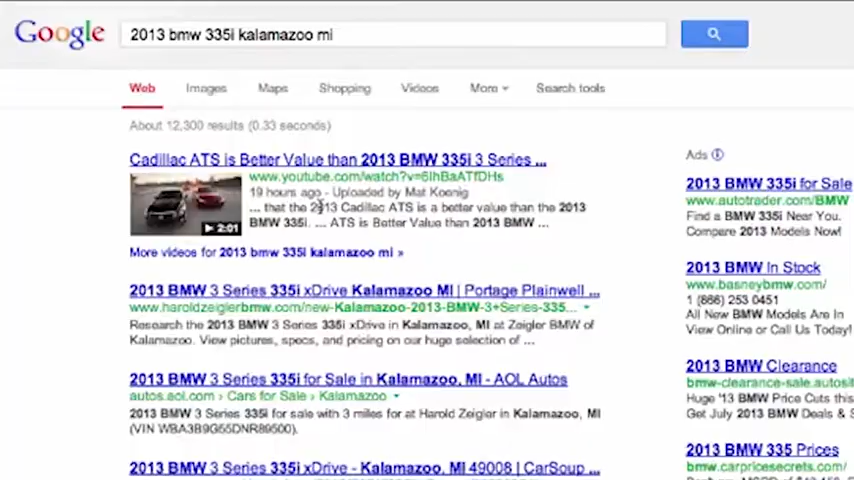 Google
2013 bmw 335i kalamazoo mi
Web Images Maps Shopping Videos More Search tools
About 12,300 results (0.33 seconds)
Cadillac ATS is Better Value than 2013 BMW 335i 3 Series ...
www.youtube.com/watch?v=6IhBaATfDHs
19 hours ago - Uploaded by Mat Koenig
... that the 2013 Cadillac ATS is a better value than the 2013
BMW 335i. ... ATS is Better Value than 2013 BMW ...
2:01
More videos for 2013 bmw 335i kalamazoo mi »
2013 BMW 3 Series 335i xDrive Kalamazoo MI | Portage Plainwell ...
www.haroldzeiglerbmw.com/new-Kalamazoo-2013-BMW-3+Series-335...
Research the 2013 BMW 3 Series 335i xDrive in Kalamazoo, MI at Zeigler BMW of
Kalamazoo. View pictures, specs, and pricing on our huge selection of ...
2013 BMW 3 Series 335i for Sale in Kalamazoo, MI - AOL Autos
autos.aol.com › Cars for Sale › Kalamazoo
2013 BMW 3 Series 335i for sale with 3 miles for at Harold Zeigler in Kalamazoo, MI
(VIN WBA3B9G55DNR89500).
2013 BMW 3 Series 335i xDrive - Kalamazoo, MI 49008 | CarSoup ...
Ads
2013 BMW 335i for Sale
www.autotrader.com/BMW
Find a BMW 335i Near You.
Compare 2013 Models Now!
2013 BMW In Stock
www.basneybmw.com/
1 (866) 253 0451
All New BMW Models Are In
View Online or Call Us Today!
2013 BMW Clearance
bmw-clearance-sale.autosit
Huge '13 BMW Price Cuts this
Get July 2013 BMW Deals & S
2013 BMW 335 Prices
bmw.carpricesecrets.com/